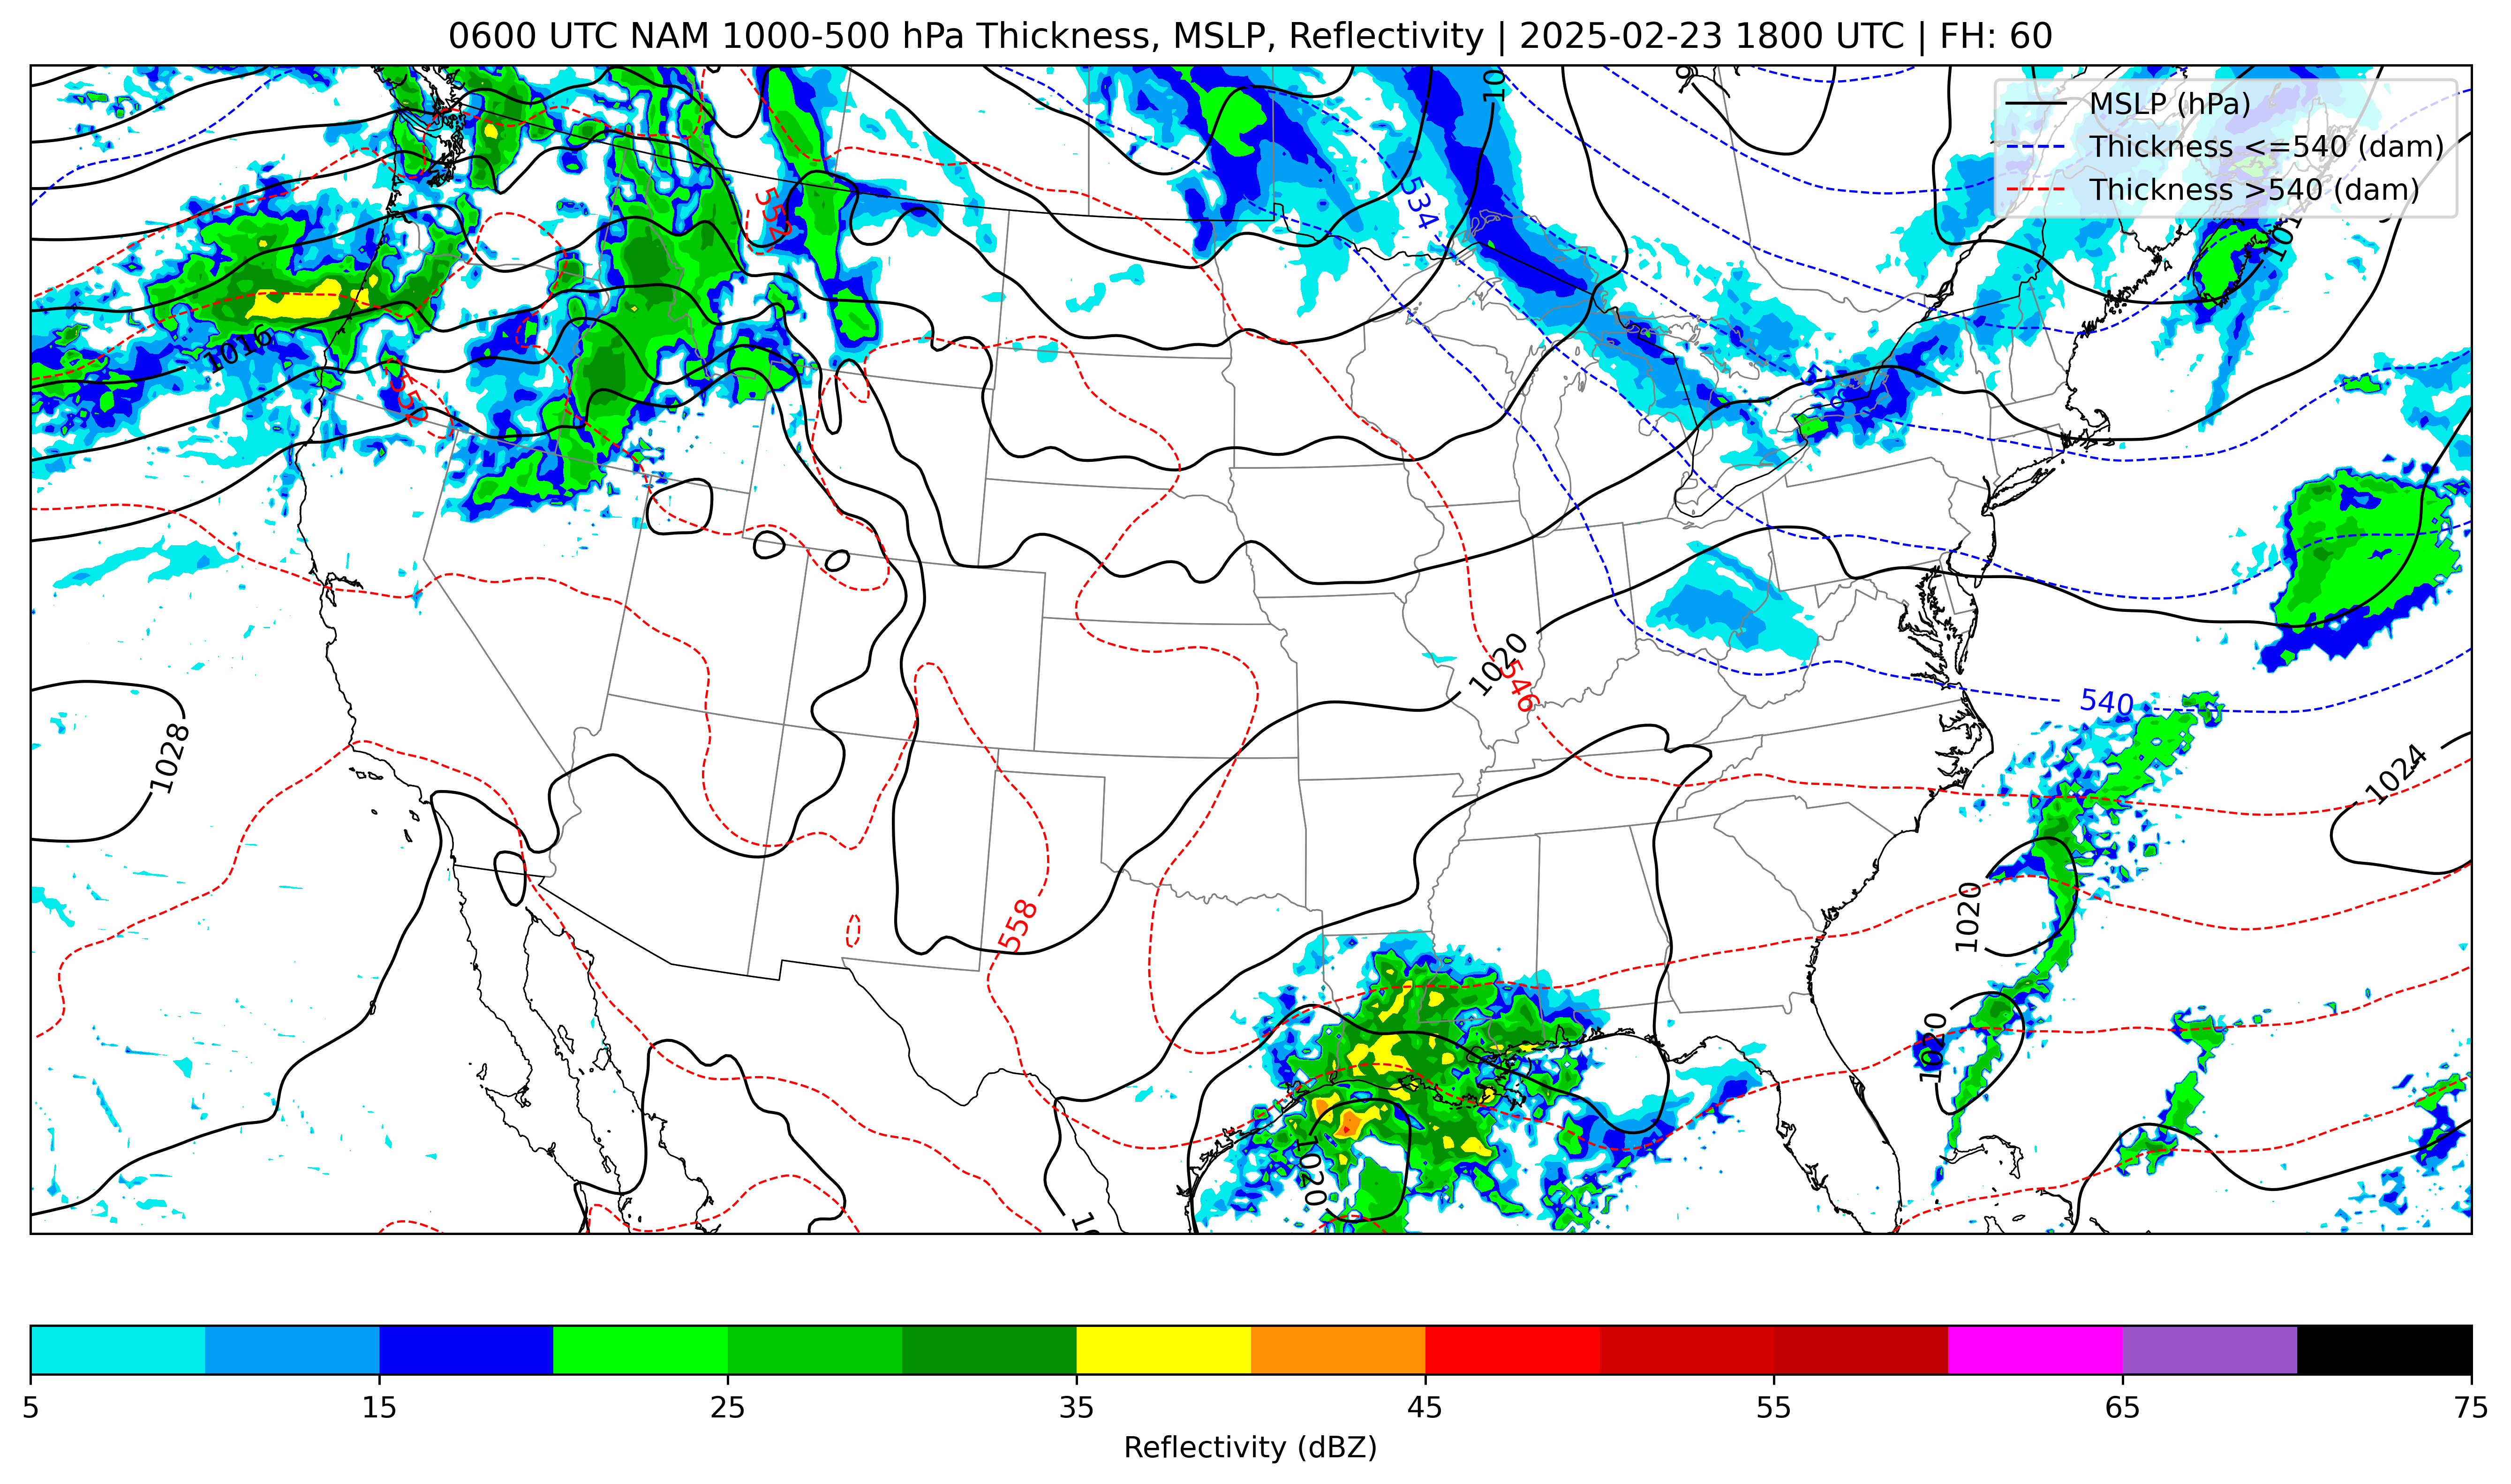 0600 UTC NAM 1000-500 hPa Thickness, MSLP, Reflectivity | 2025-02-23 1800 UTC | FH: 60
MSLP (hPa)
Thickness <=540 (dam)
Thickness >540 (dam)
534
552
1016
552
540
546
1020
1028
1024
558
1020
1020
1020
5 15 25 35 45 55 65 75
Reflectivity (dBZ)